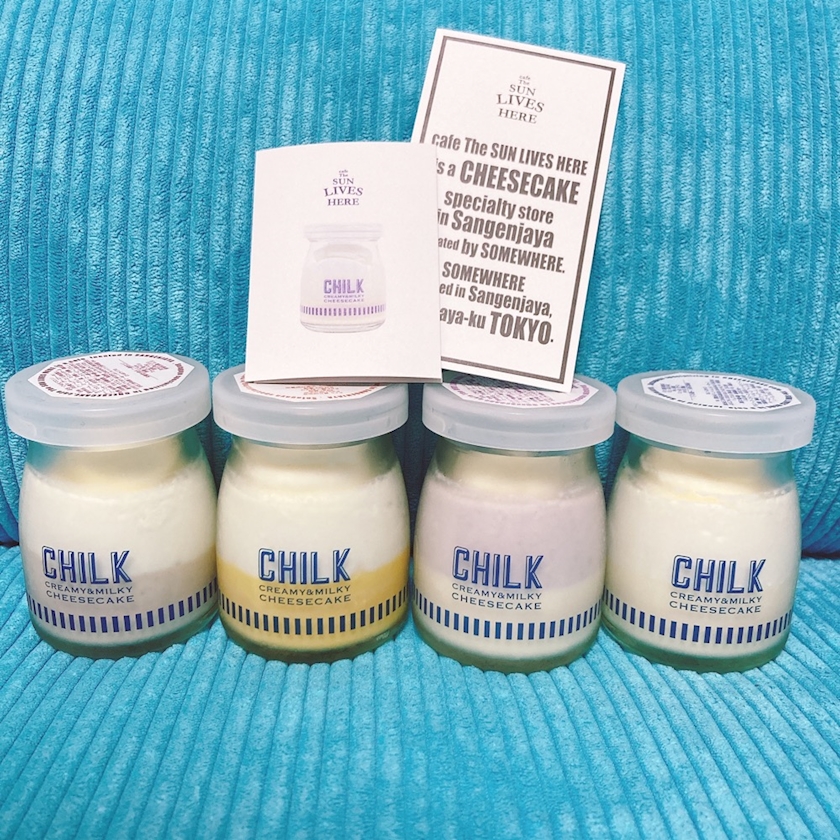 cafe
The
SUN
LIVES
HERE
cafe The SUN LIVES HERE
is a CHEESECAKE
specialty store
in Sangenjaya
ated by SOMEWHERE.
SOMEWHERE
ed in Sangenjaya,
aya-ku TOKYO.
cafe
The
SUN
LIVES
HERE
CHILK
CREAMY&MILKY
CHEESECAKE
CHILK
CREAMY&MILKY
CHEESECAKE
CHILK
CREAMY&MILKY
CHEESECAKE
CHILK
CREAMY&MILKY
CHEESECAKE
CHILK
CREAMY&MILKY
CHEESECAKE